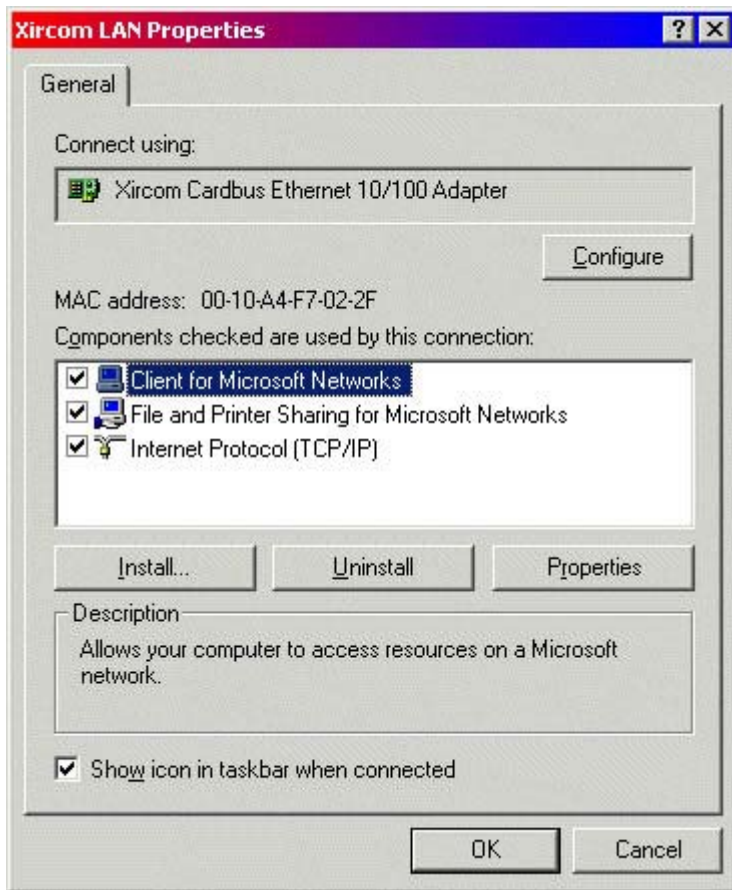 Xircom LAN Properties
General
Connect using:
Xircom Cardbus Ethernet 10/100 Adapter
Configure
MAC address: 00-10-A4-F7-02-2F
Components checked are used by this connection:
Client for Microsoft Networks
File and Printer Sharing for Microsoft Networks
Internet Protocol (TCP/IP)
Install... Uninstall Properties
Description
Allows your computer to access resources on a Microsoft
network.
Show icon in taskbar when connected
OK Cancel